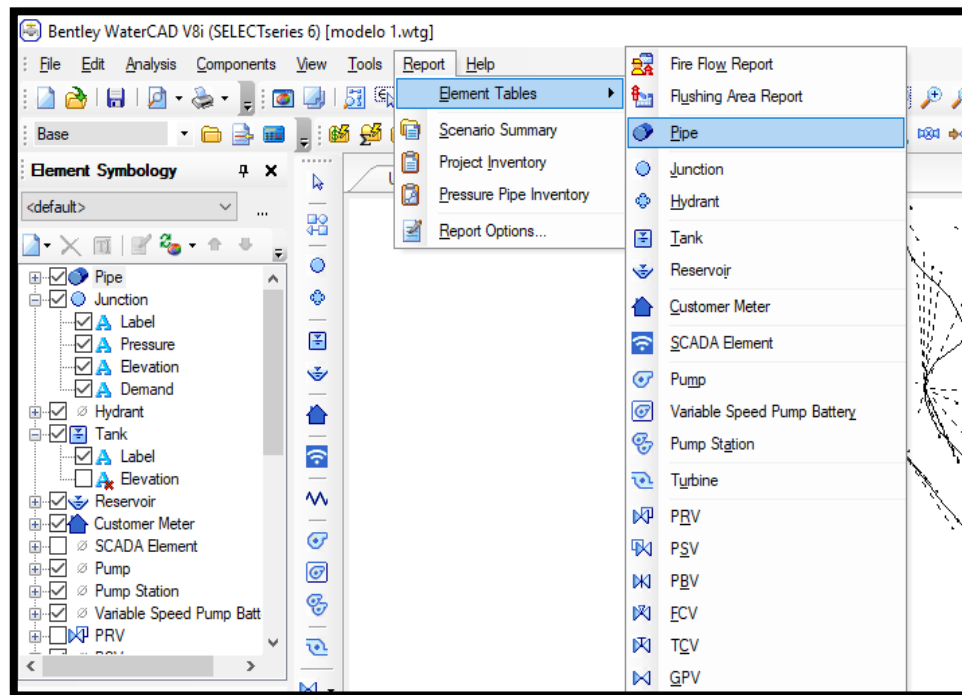 Bentley WaterCAD V8i (SELECTseries 6) [modelo 1.wtg]
File Edit Analysis Components View Tools Report Help
Base
Element Symbology
<default>
Pipe
Junction
Label
Pressure
Elevation
Demand
Hydrant
Tank
Label
Elevation
Reservoir
Customer Meter
SCADA Element
Pump
Pump Station
Variable Speed Pump Batt
PRV
Element Tables
Scenario Summary
Project Inventory
Pressure Pipe Inventory
Report Options...
Fire Flow Report
Flushing Area Report
Pipe
Junction
Hydrant
Tank
Reservoir
Customer Meter
SCADA Element
Pump
Variable Speed Pump Battery
Pump Station
Turbine
PRV
PSV
PBV
FCV
TCV
GPV